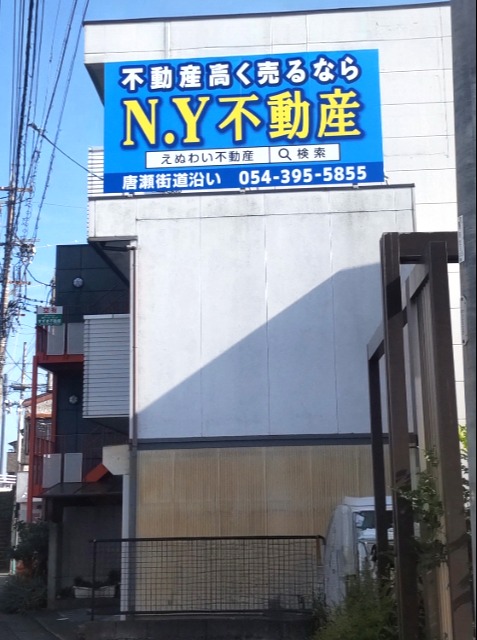 不動産高く売るなら
N.Y不動産
えぬわい不動産 検索
唐瀬街道沿い 054-395-5855